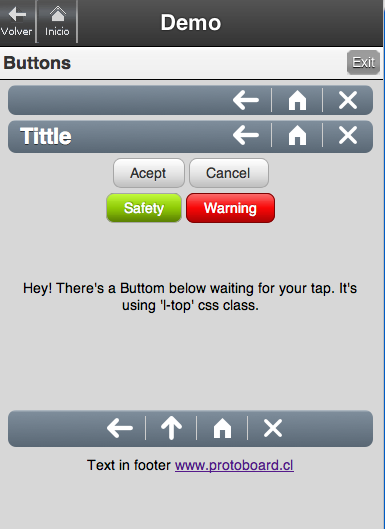 Demo
Volver Inicio
Buttons Exit
Tittle
Acept Cancel
Safety Warning
Hey! There's a Buttom below waiting for your tap. It's
using 'l-top' css class.
Text in footer www.protoboard.cl